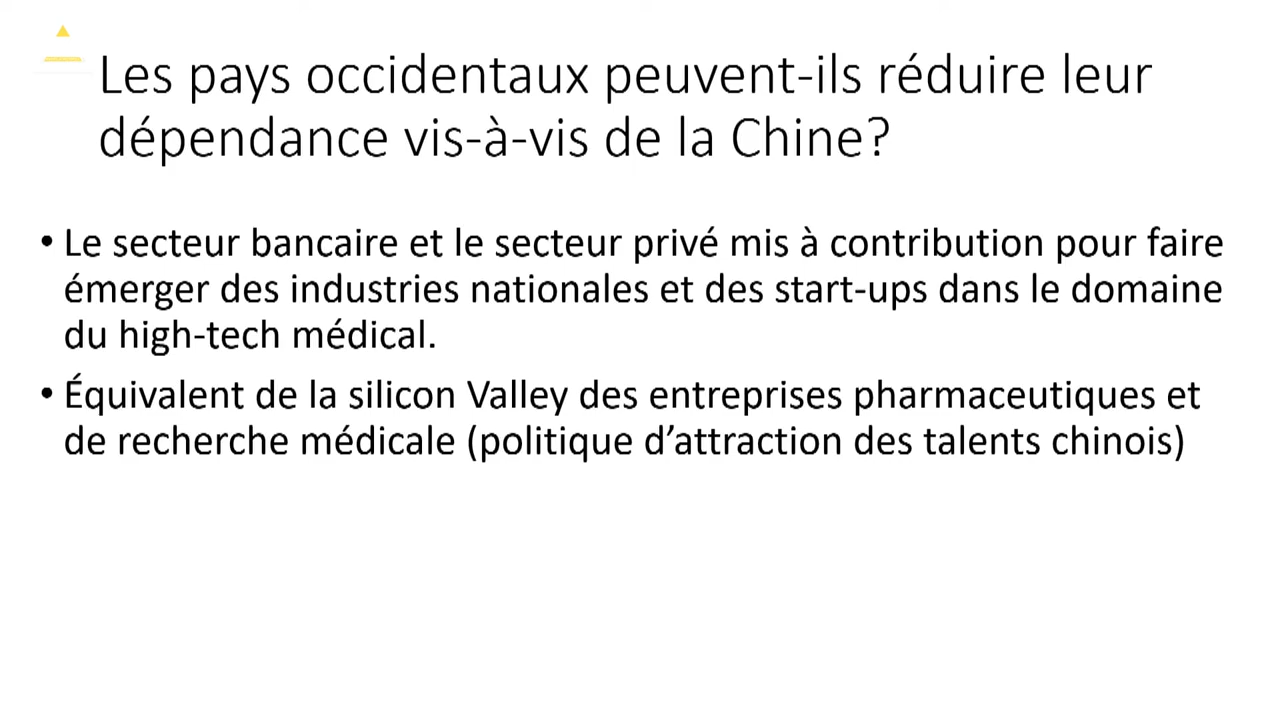 Les pays occidentaux peuvent-ils réduire leur
dépendance vis-à-vis de la Chine?
• Le secteur bancaire et le secteur privé mis à contribution pour faire
émerger des industries nationales et des start-ups dans le domaine
du high-tech médical.
• Équivalent de la silicon Valley des entreprises pharmaceutiques et
de recherche médicale (politique d’attraction des talents chinois)